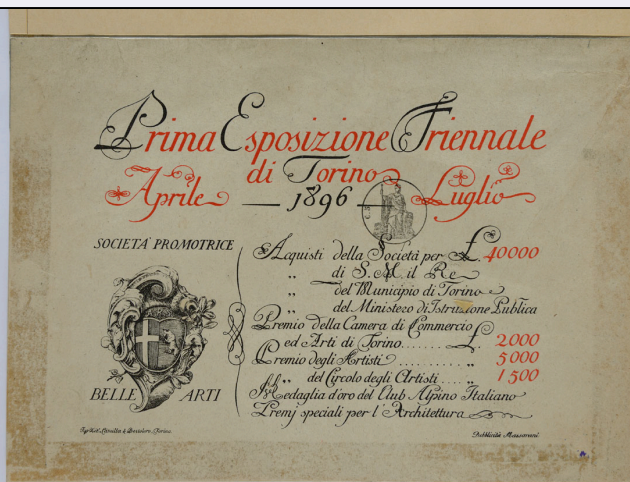 Prima Esposizione Triennale
di Torino
Aprile — 1896 — Luglio
SOCIETÀ PROMOTRICE
BELLE ARTI
Acquisti della Società per £. 40000
" di S. M. il Re
" del Municipio di Torino
" del Ministero di Istruzione Publica
Premio della Camera di Commercio
ed Arti di Torino ........ £. 2000
Premio degli Artisti .......... " 5000
" del Circolo degli Artisti .... " 1500
Medaglia d'oro del Club Alpino Italiano
Premj speciali per l'Architettura
Torino
Pubblicità Massoneri